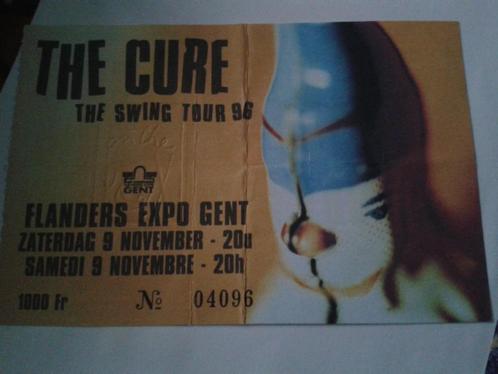 THE CURE
THE SWING TOUR 96
GENT
FLANDERS EXPO GENT
ZATERDAG 9 NOVEMBER - 20u
SAMEDI 9 NOVEMBRE - 20h
1000 Fr № 04096